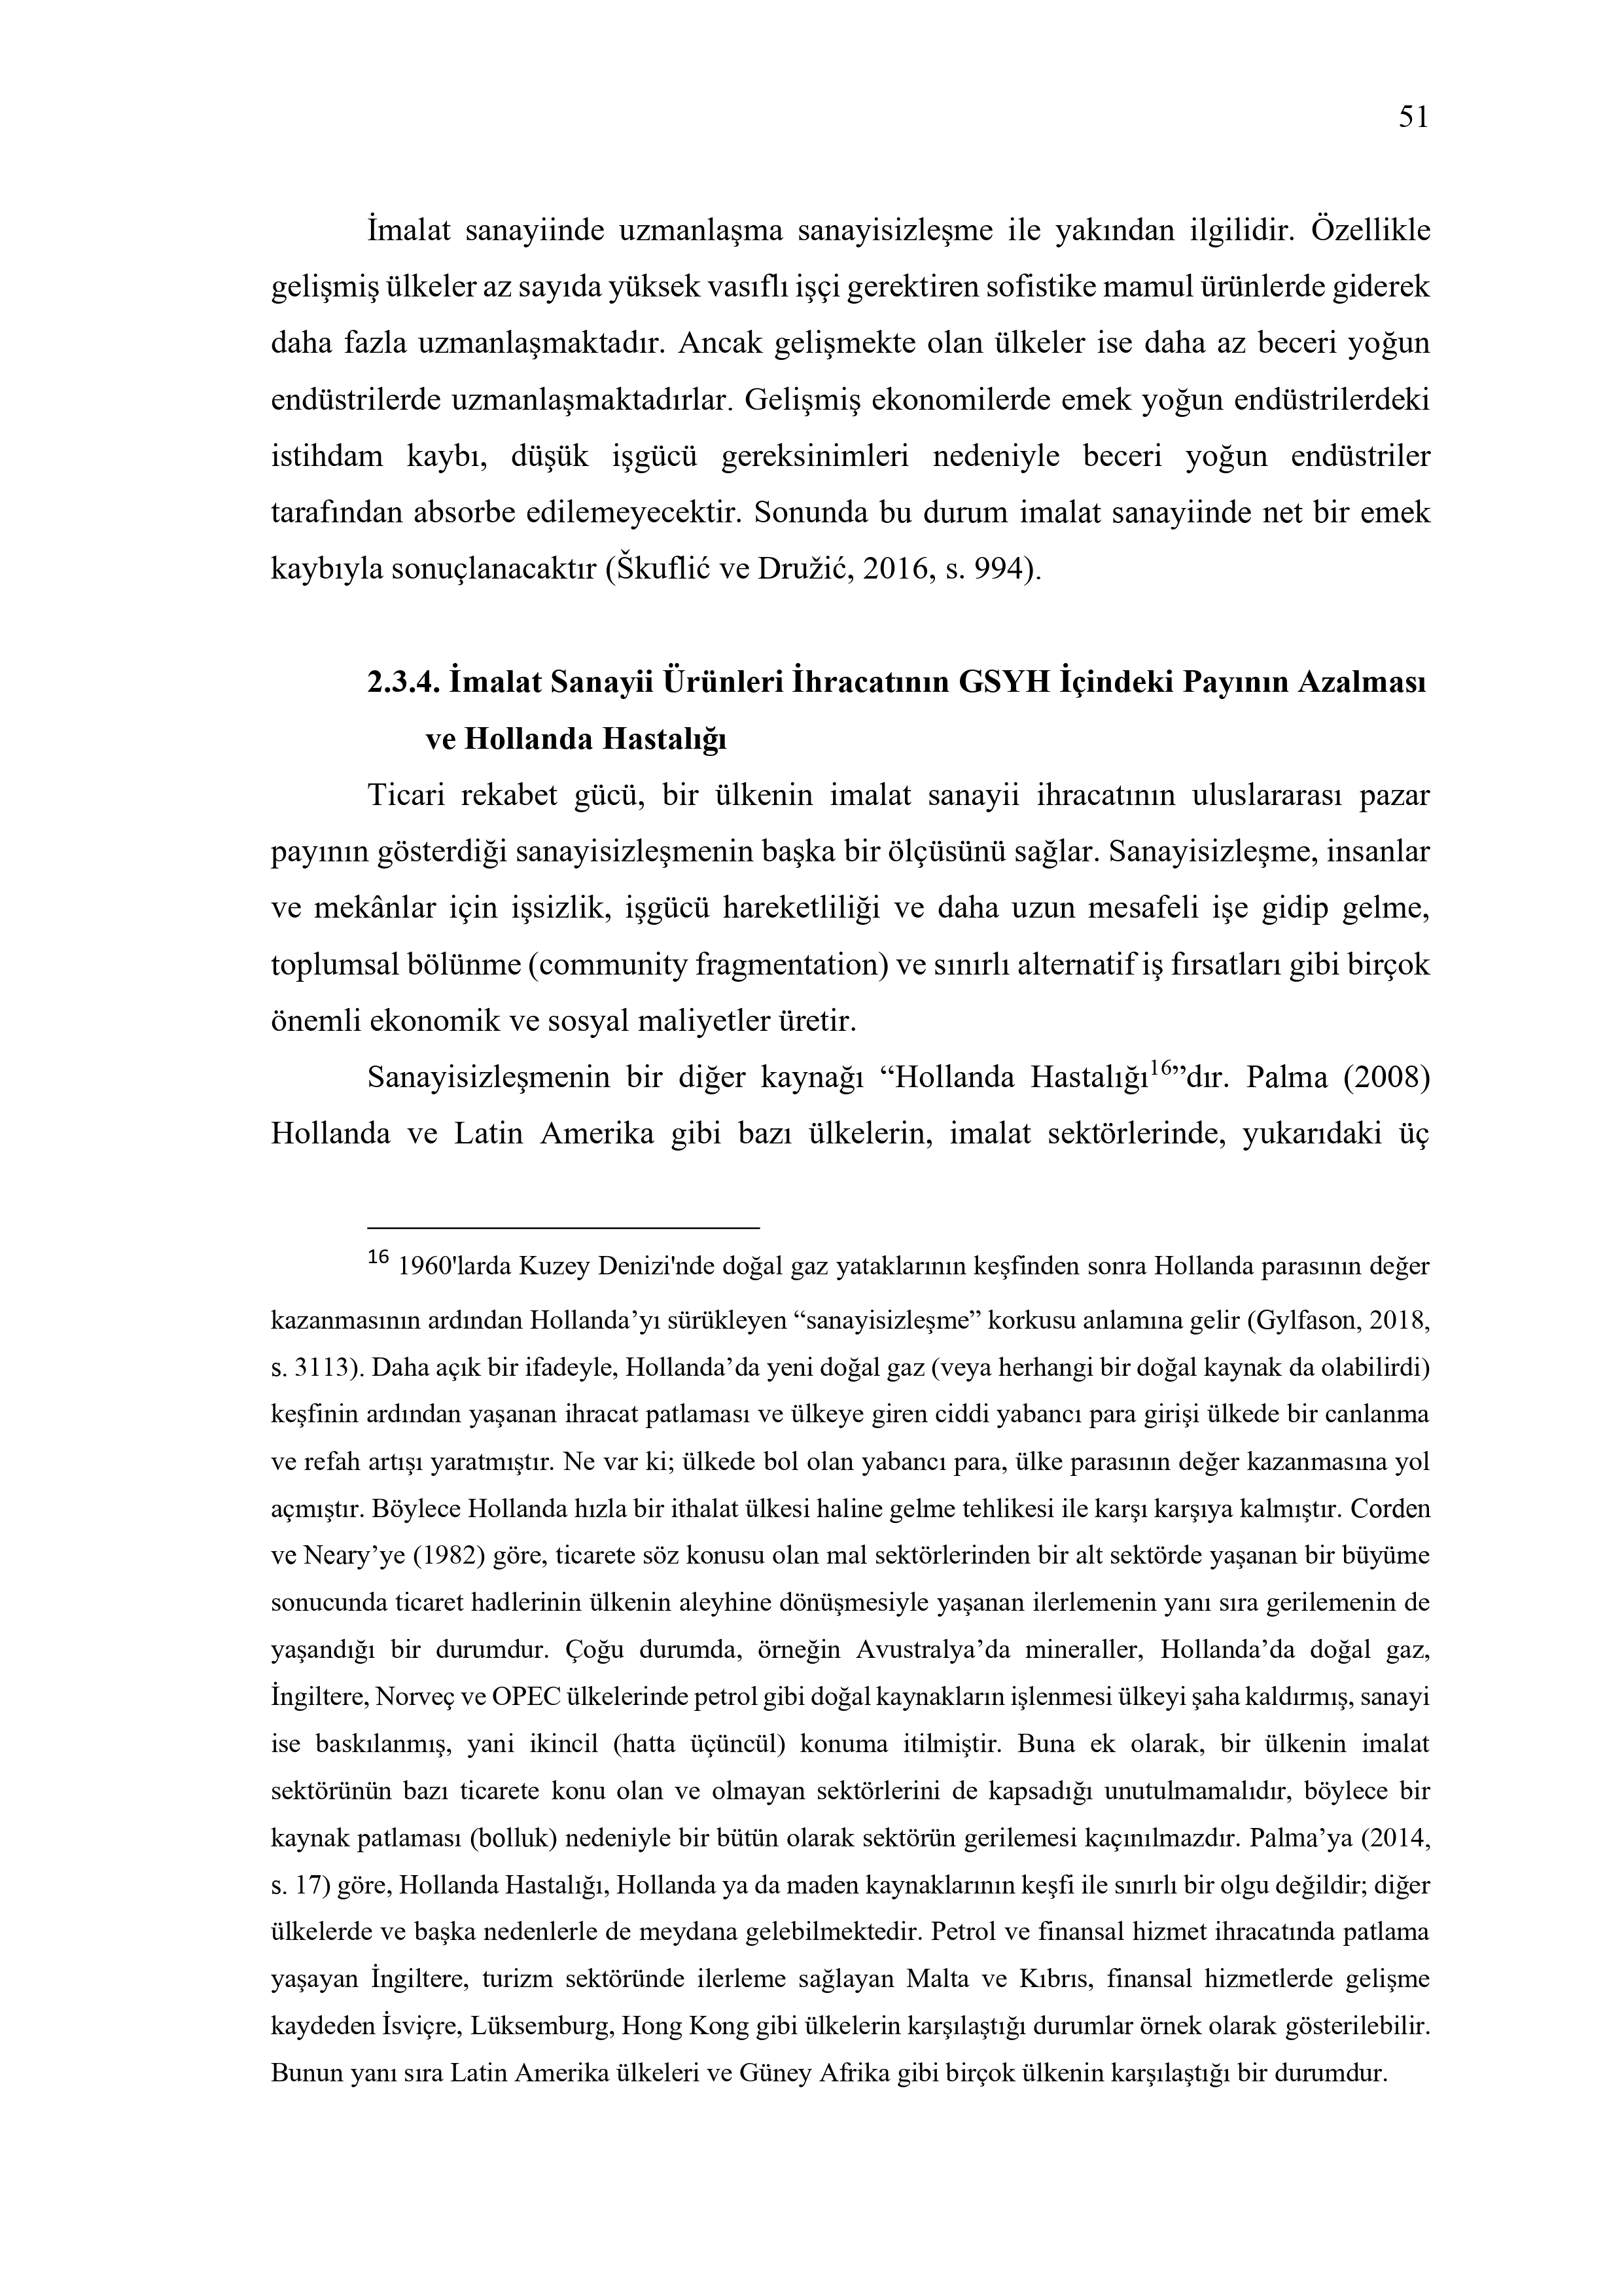 51
İmalat sanayiinde uzmanlaşma sanayisizleşme ile yakından ilgilidir. Özellikle
gelişmiş ülkeler az sayıda yüksek vasıflı işçi gerektiren sofistike mamul ürünlerde giderek
daha fazla uzmanlaşmaktadır. Ancak gelişmekte olan ülkeler ise daha az beceri yoğun
endüstrilerde uzmanlaşmaktadırlar. Gelişmiş ekonomilerde emek yoğun endüstrilerdeki
istihdam kaybı, düşük işgücü gereksinimleri nedeniyle beceri yoğun endüstriler
tarafından absorbe edilemeyecektir. Sonunda bu durum imalat sanayiinde net bir emek
kaybıyla sonuçlanacaktır (Škuflić ve Družić, 2016, s. 994).
2.3.4. İmalat Sanayii Ürünleri İhracatının GSYH İçindeki Payının Azalması
ve Hollanda Hastalığı
Ticari rekabet gücü, bir ülkenin imalat sanayii ihracatının uluslararası pazar
payının gösterdiği sanayisizleşmenin başka bir ölçüsünü sağlar. Sanayisizleşme, insanlar
ve mekânlar için işsizlik, işgücü hareketliliği ve daha uzun mesafeli işe gidip gelme,
toplumsal bölünme (community fragmentation) ve sınırlı alternatif iş fırsatları gibi birçok
önemli ekonomik ve sosyal maliyetler üretir.
Sanayisizleşmenin bir diğer kaynağı “Hollanda Hastalığı16”dır. Palma (2008)
Hollanda ve Latin Amerika gibi bazı ülkelerin, imalat sektörlerinde, yukarıdaki üç
16 1960'larda Kuzey Denizi'nde doğal gaz yataklarının keşfinden sonra Hollanda parasının değer
kazanmasının ardından Hollanda’yı sürükleyen “sanayisizleşme” korkusu anlamına gelir (Gylfason, 2018,
s. 3113). Daha açık bir ifadeyle, Hollanda’da yeni doğal gaz (veya herhangi bir doğal kaynak da olabilirdi)
keşfinin ardından yaşanan ihracat patlaması ve ülkeye giren ciddi yabancı para girişi ülkede bir canlanma
ve refah artışı yaratmıştır. Ne var ki; ülkede bol olan yabancı para, ülke parasının değer kazanmasına yol
açmıştır. Böylece Hollanda hızla bir ithalat ülkesi haline gelme tehlikesi ile karşı karşıya kalmıştır. Corden
ve Neary’ye (1982) göre, ticarete söz konusu olan mal sektörlerinden bir alt sektörde yaşanan bir büyüme
sonucunda ticaret hadlerinin ülkenin aleyhine dönüşmesiyle yaşanan ilerlemenin yanı sıra gerilemenin de
yaşandığı bir durumdur. Çoğu durumda, örneğin Avustralya’da mineraller, Hollanda’da doğal gaz,
İngiltere, Norveç ve OPEC ülkelerinde petrol gibi doğal kaynakların işlenmesi ülkeyi şaha kaldırmış, sanayi
ise baskılanmış, yani ikincil (hatta üçüncül) konuma itilmiştir. Buna ek olarak, bir ülkenin imalat
sektörünün bazı ticarete konu olan ve olmayan sektörlerini de kapsadığı unutulmamalıdır, böylece bir
kaynak patlaması (bolluk) nedeniyle bir bütün olarak sektörün gerilemesi kaçınılmazdır. Palma’ya (2014,
s. 17) göre, Hollanda Hastalığı, Hollanda ya da maden kaynaklarının keşfi ile sınırlı bir olgu değildir; diğer
ülkelerde ve başka nedenlerle de meydana gelebilmektedir. Petrol ve finansal hizmet ihracatında patlama
yaşayan İngiltere, turizm sektöründe ilerleme sağlayan Malta ve Kıbrıs, finansal hizmetlerde gelişme
kaydeden İsviçre, Lüksemburg, Hong Kong gibi ülkelerin karşılaştığı durumlar örnek olarak gösterilebilir.
Bunun yanı sıra Latin Amerika ülkeleri ve Güney Afrika gibi birçok ülkenin karşılaştığı bir durumdur.